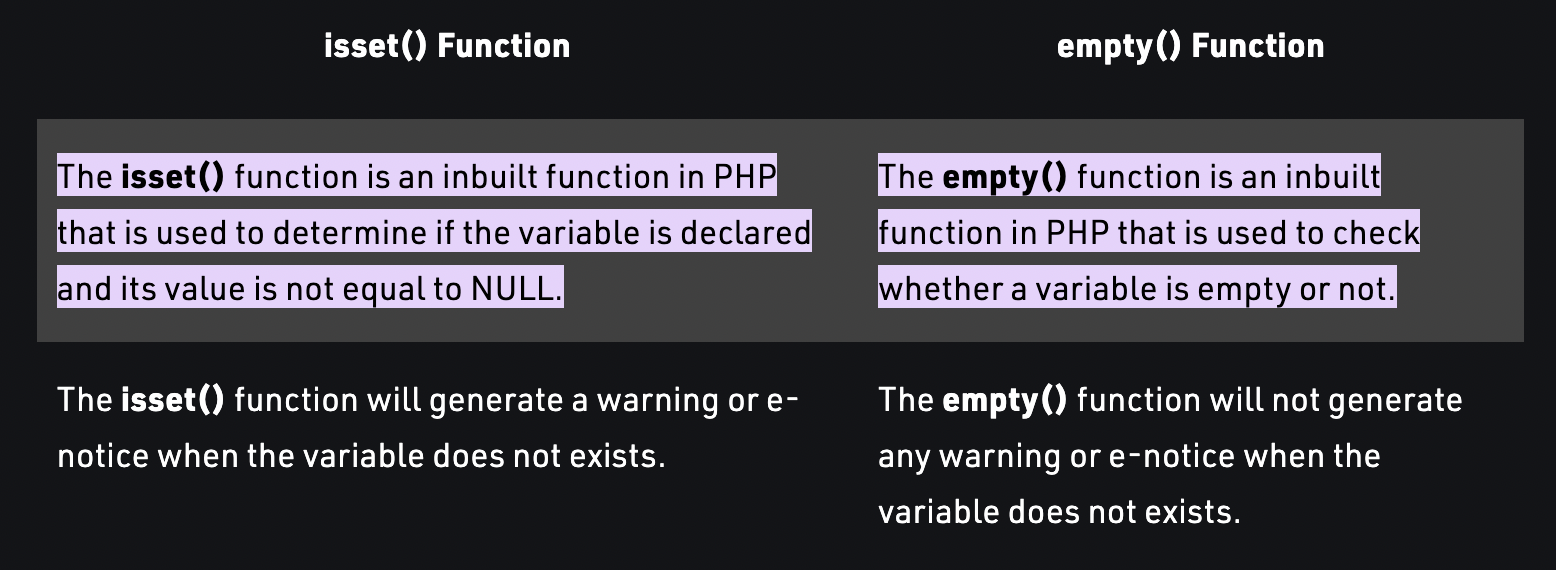 isset() Function
empty() Function
The isset() function is an inbuilt function in PHP
that is used to determine if the variable is declared
and its value is not equal to NULL.
The empty() function is an inbuilt
function in PHP that is used to check
whether a variable is empty or not.
The isset() function will generate a warning or e-
notice when the variable does not exists.
The empty() function will not generate
any warning or e-notice when the
variable does not exists.